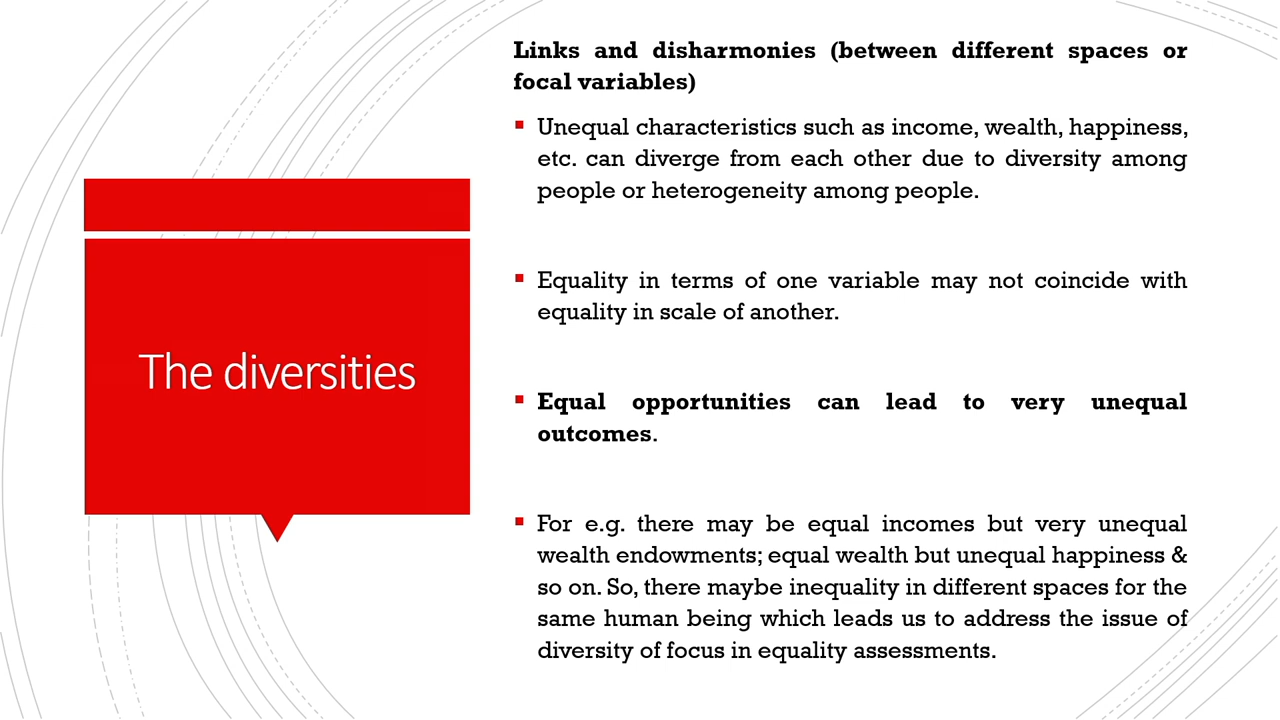 The diversities
Links and disharmonies (between different spaces or
focal variables)
Unequal characteristics such as income, wealth, happiness,
etc. can diverge from each other due to diversity among
people or heterogeneity among people.
Equality in terms of one variable may not coincide with
equality in scale of another.
Equal opportunities can lead to very unequal
outcomes.
For e.g. there may be equal incomes but very unequal
wealth endowments; equal wealth but unequal happiness &
so on. So, there maybe inequality in different spaces for the
same human being which leads us to address the issue of
diversity of focus in equality assessments.